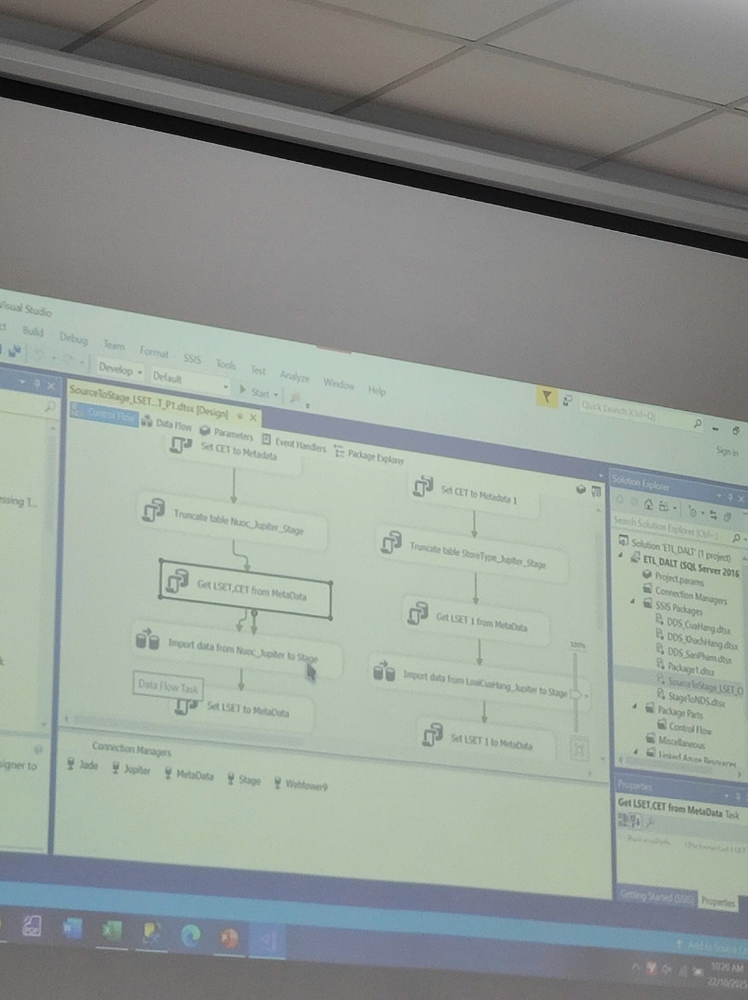 Visual Studio
ct Build Debug Team Format SSIS Tools Test Analyze Window Help
Quick Launch (Ctrl+Q)
Sign in
Develop Default Start
SourceToStage_LSET...T_P1.dtsx [Design]
Control Flow Data Flow Parameters Event Handlers Package Explorer
Set CET to Metadata
Truncate table Nuoc_Jupiter_Stage
Get LSET,CET from MetaData
Import data from Nuoc_Jupiter to Stage
Data Flow Task
Set LSET to MetaData
Set CET to Metadata 1
Truncate table StoreType_Jupiter_Stage
Get LSET 1 from MetaData
Import data from LoaiCuaHang_Jupiter to Stage
Set LSET 1 to MetaData
100%
essing T...
igner to
Connection Managers
Jade Jupiter MetaData Stage Webtower9
Solution Explorer
Search Solution Explorer (Ctrl+;)
Solution 'ETL_DALT' (1 project)
ETL_DALT (SQL Server 2016
Project.params
Connection Managers
SSIS Packages
DDS_CuaHang.dtsx
DDS_KhachHang.dtsx
DDS_SanPham.dtsx
Package1.dtsx
SourceToStage_LSET_C
StageToNDS.dtsx
Package Parts
Control Flow
Miscellaneous
Linked Azure Resources
Properties
Get LSET,CET from MetaData Task
Getting Started (SSIS) Properties
Add to Source Co
10:20 AM
22/10/2025